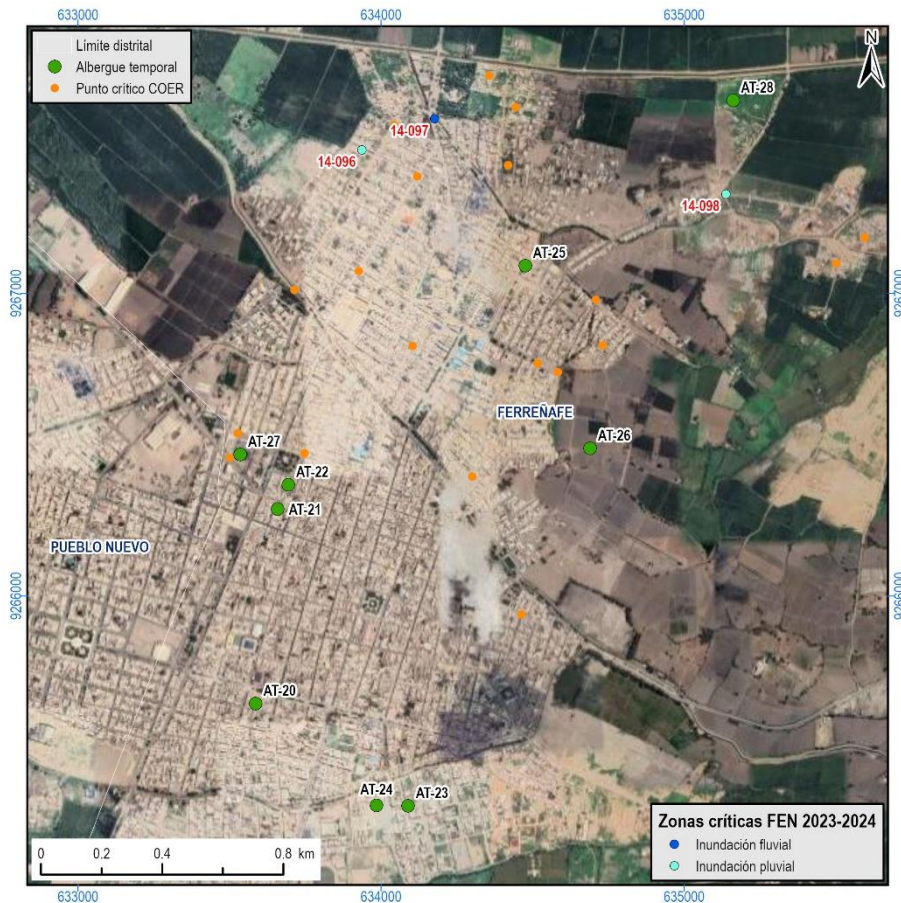 633000
634000
635000
N
Límite distrital
Albergue temporal
Punto crítico COER
AT-28
14-097
14-096
14-098
AT-25
9267000
9267000
FERREÑAFE
AT-27
AT-26
AT-22
AT-21
PUEBLO NUEVO
9266000
9266000
AT-20
AT-24
AT-23
Zonas críticas FEN 2023-2024
Inundación fluvial
Inundación pluvial
0 0.2 0.4 0.8 km
633000
634000
635000